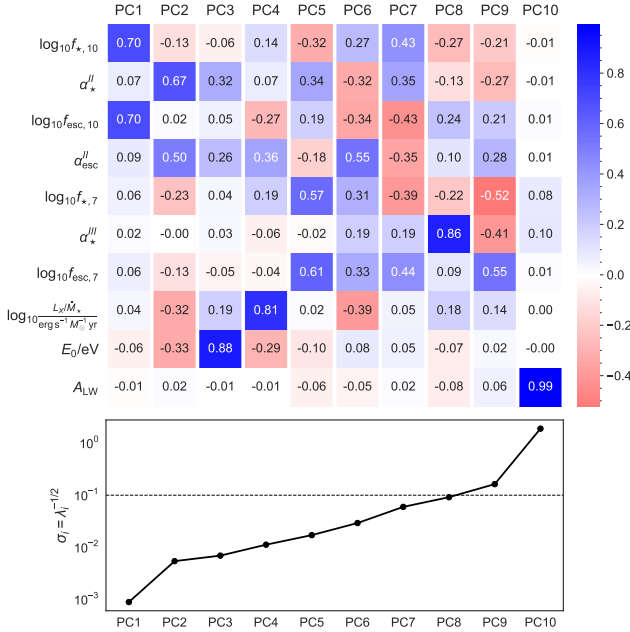 PC1 PC2 PC3 PC4 PC5 PC6 PC7 PC8 PC9 PC10
log₁₀f⋆,10 0.70 -0.13 -0.06 0.14 -0.32 0.27 0.43 -0.27 -0.21 -0.01
α⋆^II 0.07 0.67 0.32 0.07 0.34 -0.32 0.35 -0.13 -0.27 -0.01
log₁₀f_esc,10 0.70 0.02 0.05 -0.27 0.19 -0.34 -0.43 0.24 0.21 0.01
α_esc^II 0.09 0.50 0.26 0.36 -0.18 0.55 -0.35 0.10 0.28 0.01
log₁₀f⋆,7 0.06 -0.23 0.04 0.19 0.57 0.31 -0.39 -0.22 -0.52 0.08
α⋆^III 0.02 -0.00 0.03 -0.06 -0.02 0.19 0.19 0.86 -0.41 0.10
log₁₀f_esc,7 0.06 -0.13 -0.05 -0.04 0.61 0.33 0.44 0.09 0.55 0.01
log₁₀ L_X/Ṁ⋆ / erg s⁻¹ M⊙⁻¹ yr 0.04 -0.32 0.19 0.81 0.02 -0.39 0.05 0.18 0.14 0.00
E₀/eV -0.06 -0.33 0.88 -0.29 -0.10 0.08 0.05 -0.07 0.02 -0.00
A_LW -0.01 0.02 -0.01 -0.01 -0.06 -0.05 0.02 -0.08 0.06 0.99
0.8
0.6
0.4
0.2
0.0
−0.2
−0.4
σᵢ = λᵢ^−1/2
10⁰
10⁻¹
10⁻²
10⁻³
PC1 PC2 PC3 PC4 PC5 PC6 PC7 PC8 PC9 PC10